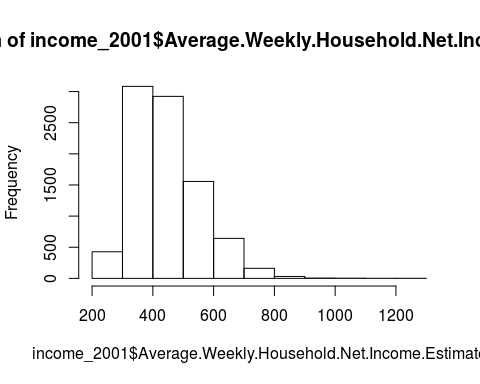 of income_2001$Average.Weekly.Household.Net.Inc
Frequency
2500
1500
500
0
200 400 600 800 1000 1200
income_2001$Average.Weekly.Household.Net.Income.Estimate